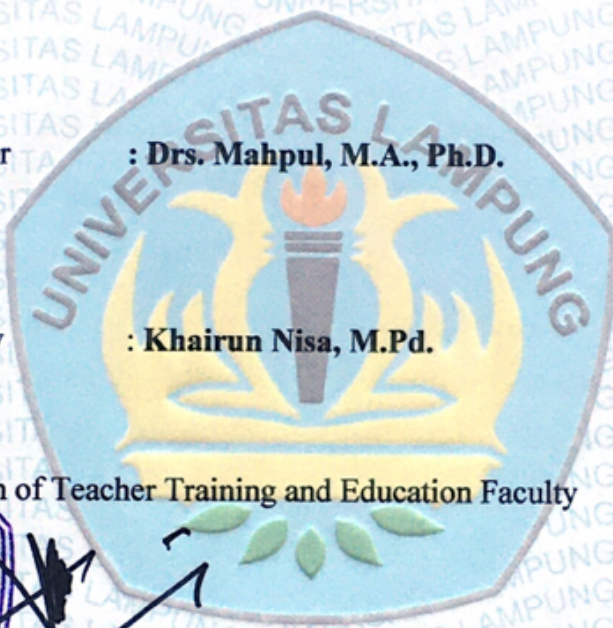 UNIVERSITAS LAMPUNG
r : Drs. Mahpul, M.A., Ph.D.
: Khairun Nisa, M.Pd.
of Teacher Training and Education Faculty